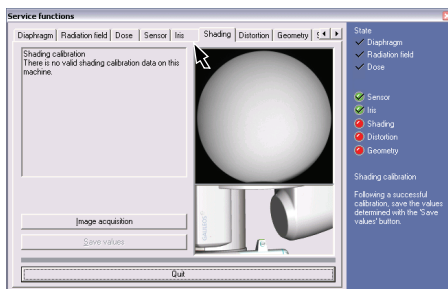 Service functions
Diaphragm
Radiation field
Dose
Sensor
Iris
Shading
Distortion
Geometry
Shading calibration
There is no valid shading calibration data on this
machine.
Image acquisition
Save values
Quit
State
Diaphragm
Radiation field
Dose
Sensor
Iris
Shading
Distortion
Geometry
Shading calibration
Following a successful
calibration, save the values
determined with the 'Save
values' button.